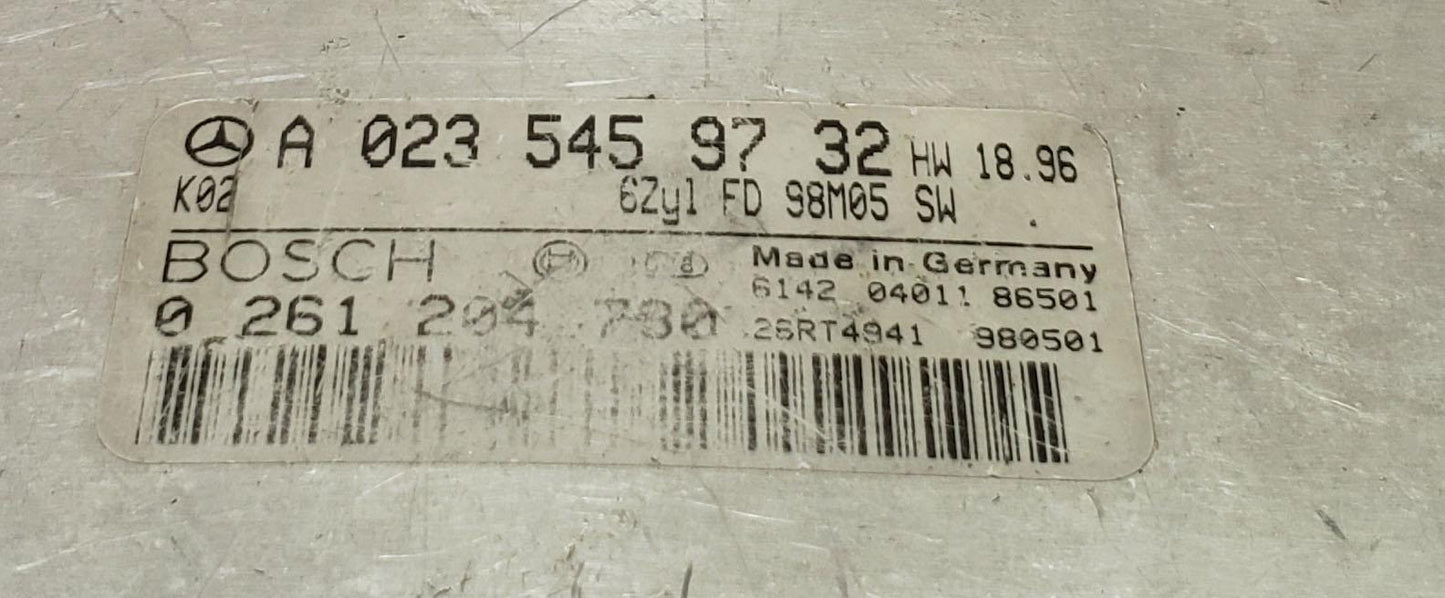 A 023 545 97 32 HW 18.96
K02 6Zyl FD 98M05 SW
BOSCH
Made in Germany
6142 04011 86501
0 261 204 780 26RT4941 980501